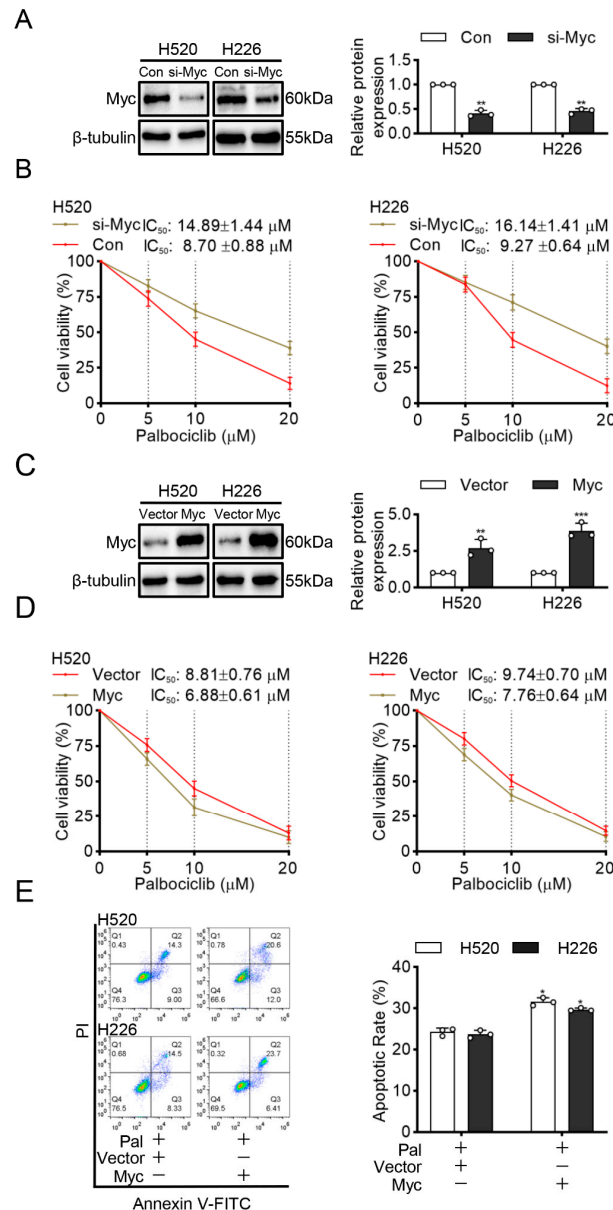 A
H520 H226
Con si-Myc Con si-Myc
Myc 60kDa
β-tubulin 55kDa
Con si-Myc
Relative protein expression
1.5
1.0
0.5
0.0
** **
H520 H226
B
H520
si-Myc IC50: 14.89±1.44 μM
Con IC50: 8.70 ±0.88 μM
Cell viability (%)
100
75
50
25
0
0 5 10 20
Palbociclib (μM)
H226
si-Myc IC50: 16.14±1.41 μM
Con IC50: 9.27 ±0.64 μM
Cell viability (%)
100
75
50
25
0
0 5 10 20
Palbociclib (μM)
C
H520 H226
Vector Myc Vector Myc
Myc 60kDa
β-tubulin 55kDa
Vector Myc
Relative protein expression
5.0
2.5
0.0
** ***
H520 H226
D
H520
Vector IC50: 8.81±0.76 μM
Myc IC50: 6.88±0.61 μM
Cell viability (%)
100
75
50
25
0
0 5 10 20
Palbociclib (μM)
H226
Vector IC50: 9.74±0.70 μM
Myc IC50: 7.76±0.64 μM
Cell viability (%)
100
75
50
25
0
0 5 10 20
Palbociclib (μM)
E
H520
Q1 0.43 Q2 14.3
Q4 76.3 Q3 9.00
Q1 0.78 Q2 20.6
Q4 66.6 Q3 12.0
H226
Q1 0.68 Q2 14.5
Q4 76.5 Q3 8.33
Q1 0.32 Q2 23.7
Q4 69.5 Q3 6.41
PI
Pal + +
Vector + −
Myc − +
Annexin V-FITC
H520 H226
Apoptotic Rate (%)
40
30
20
10
0
* *
Pal + +
Vector + −
Myc − +